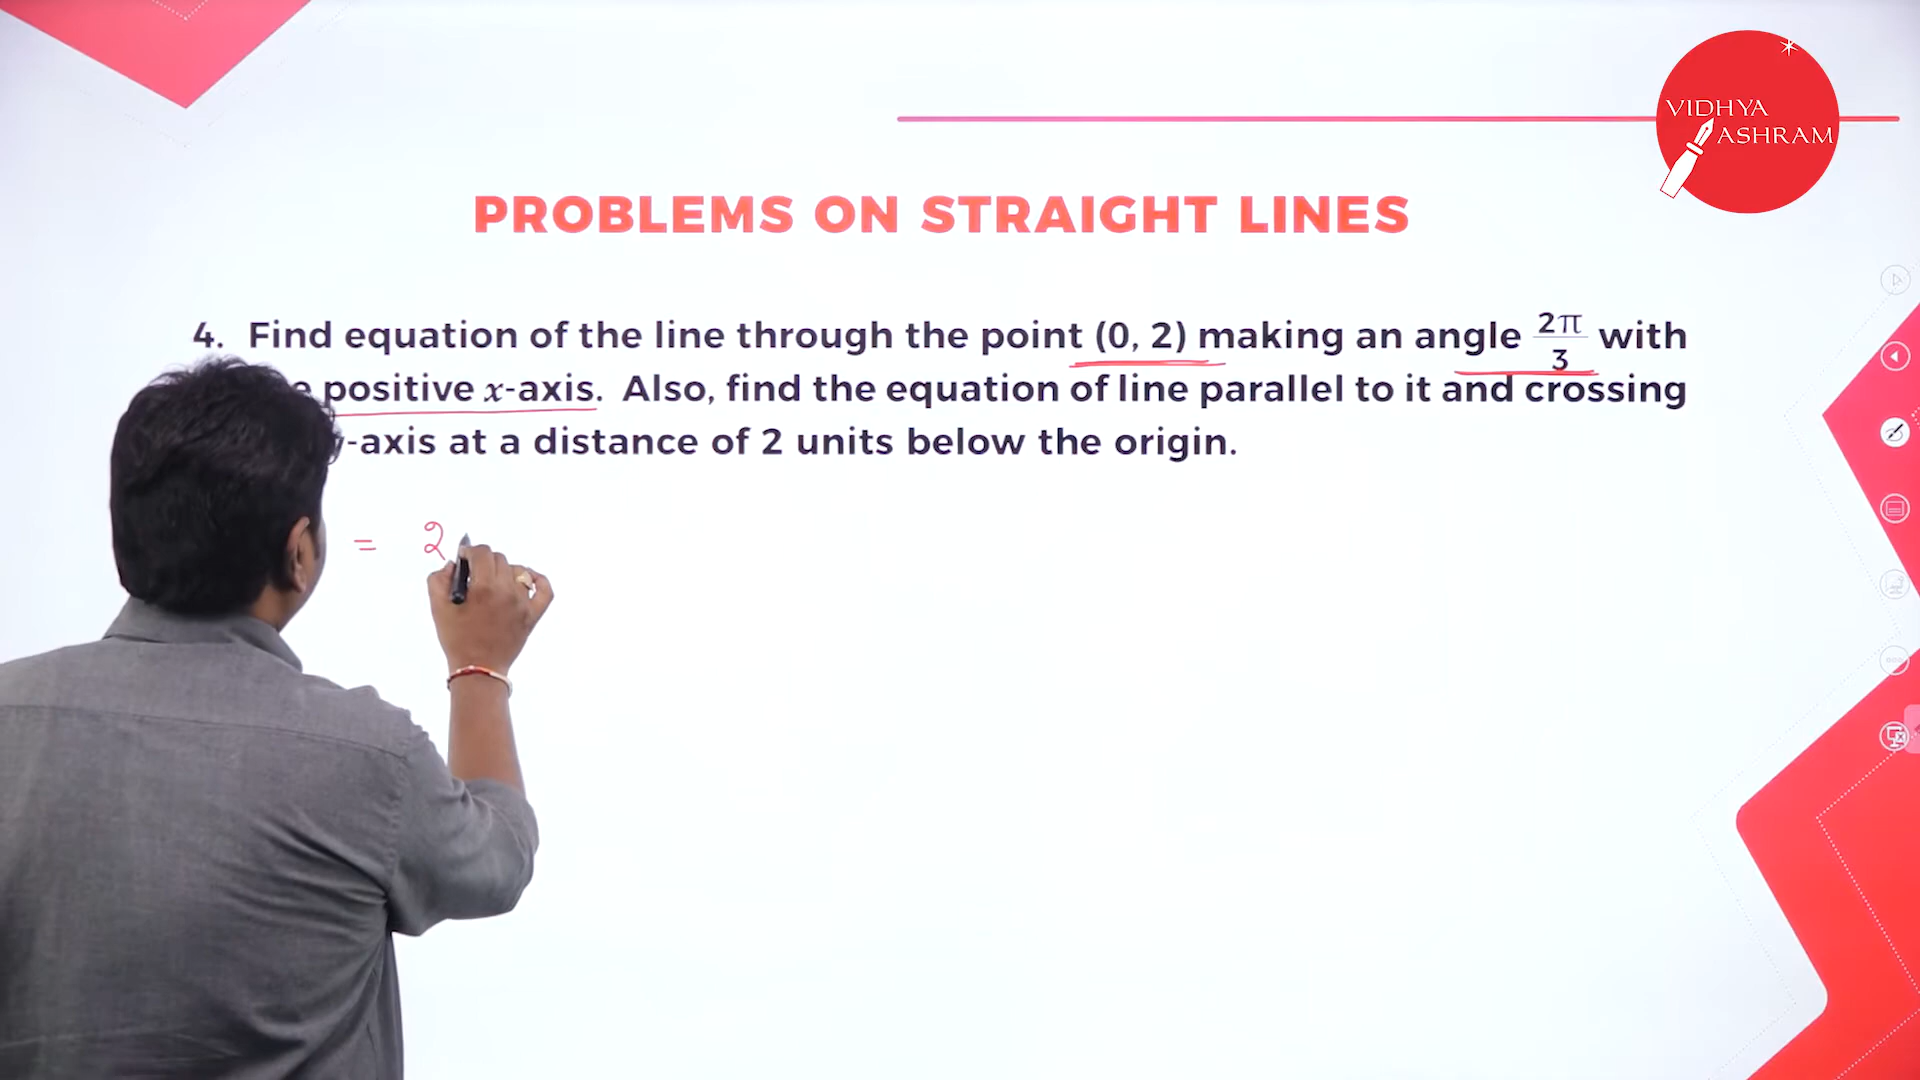 VIDHYA
ASHRAM
PROBLEMS ON STRAIGHT LINES
4. Find equation of the line through the point (0, 2) making an angle 2π/3 with
positive x-axis. Also, find the equation of line parallel to it and crossing
-axis at a distance of 2 units below the origin.
= 2